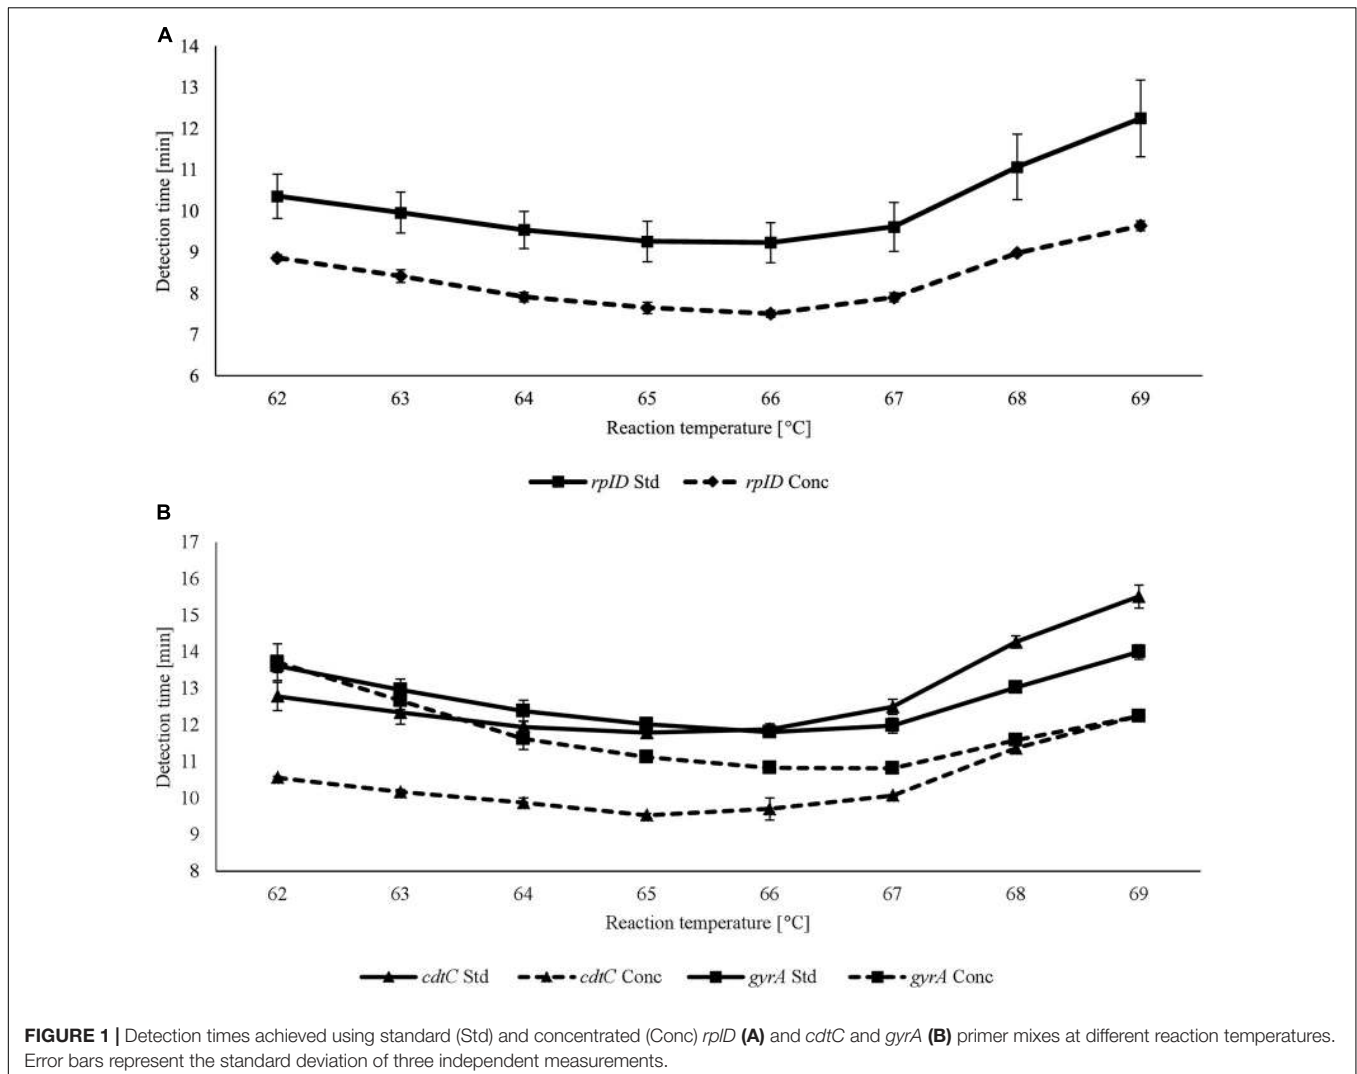 A
14
13
12
11
10
9
8
7
6
Detection time [min]
62 63 64 65 66 67 68 69
Reaction temperature [°C]
rplD Std rplD Conc
B
17
16
15
14
13
12
11
10
9
8
Detection time [min]
62 63 64 65 66 67 68 69
Reaction temperature [°C]
cdtC Std cdtC Conc gyrA Std gyrA Conc
FIGURE 1 | Detection times achieved using standard (Std) and concentrated (Conc) rplD (A) and cdtC and gyrA (B) primer mixes at different reaction temperatures.
Error bars represent the standard deviation of three independent measurements.